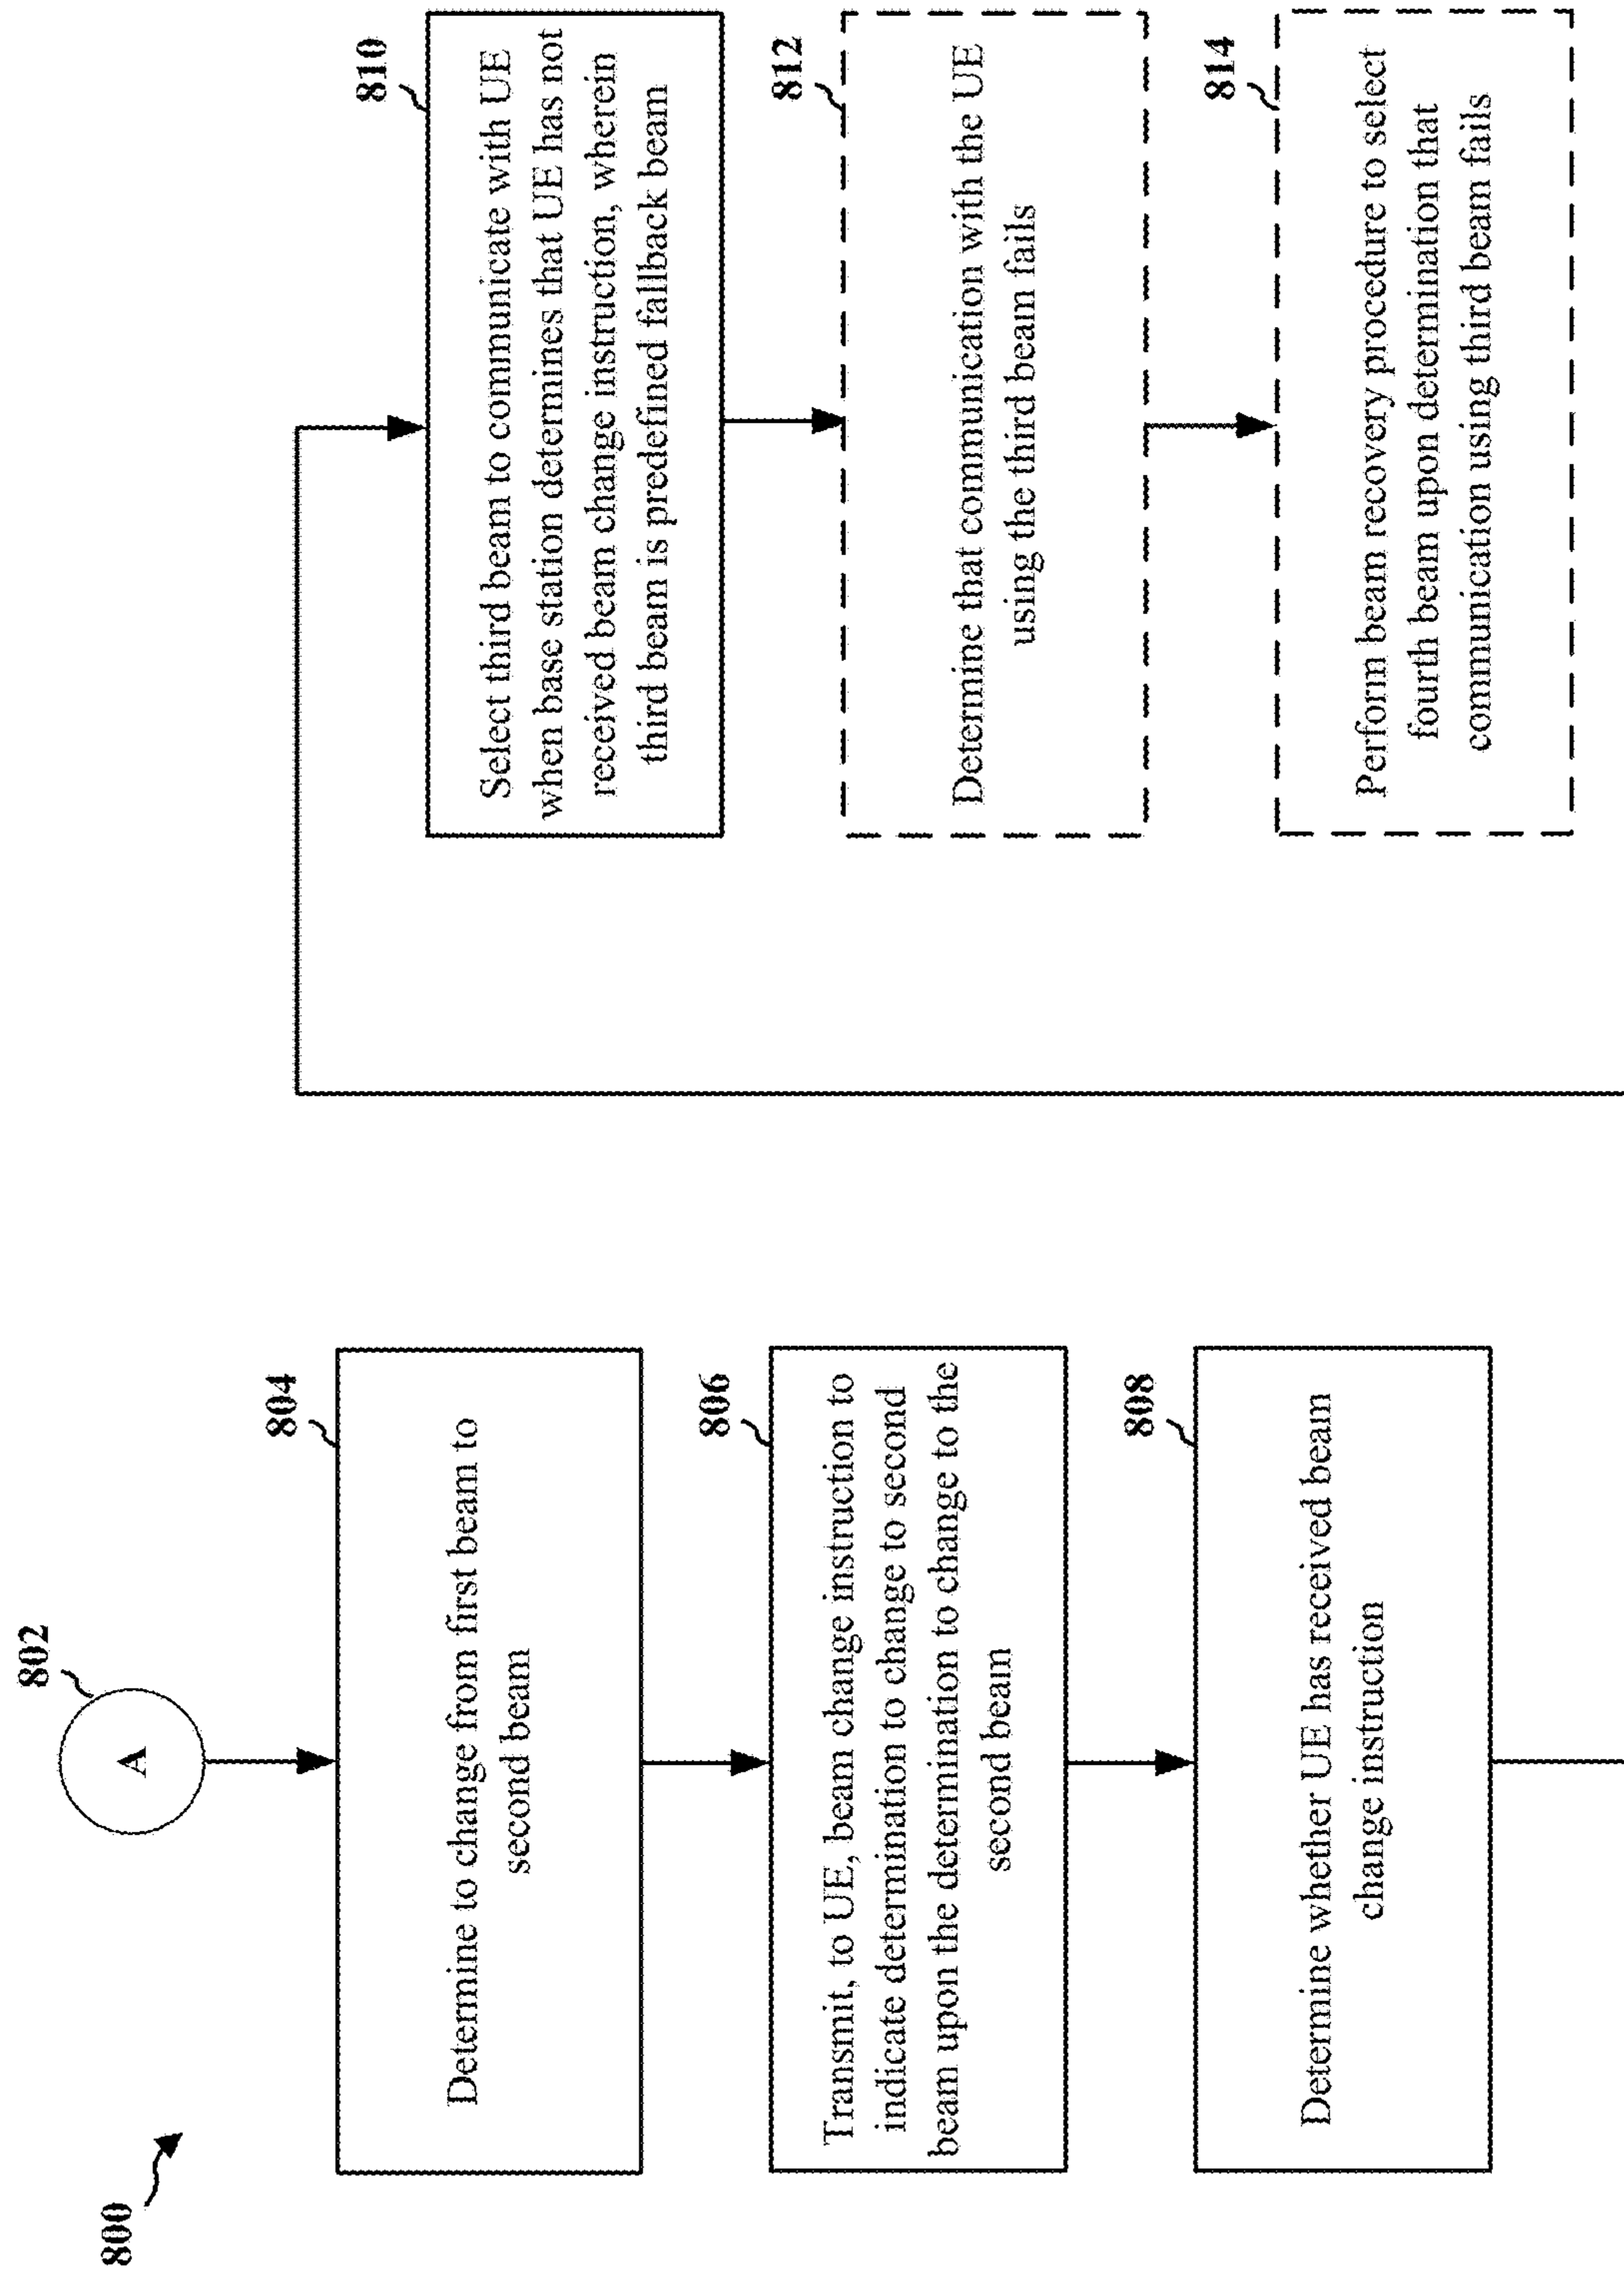 800
802
A
804
Determine to change from first beam to
second beam
806
Transmit, to UE, beam change instruction to
indicate determination to change to second
beam upon the determination to change to the
second beam
808
Determine whether UE has received beam
change instruction
810
Select third beam to communicate with UE
when base station determines that UE has not
received beam change instruction, wherein
third beam is predefined fallback beam
812
Determine that communication with the UE
using the third beam fails
814
Perform beam recovery procedure to select
fourth beam upon determination that
communication using third beam fails